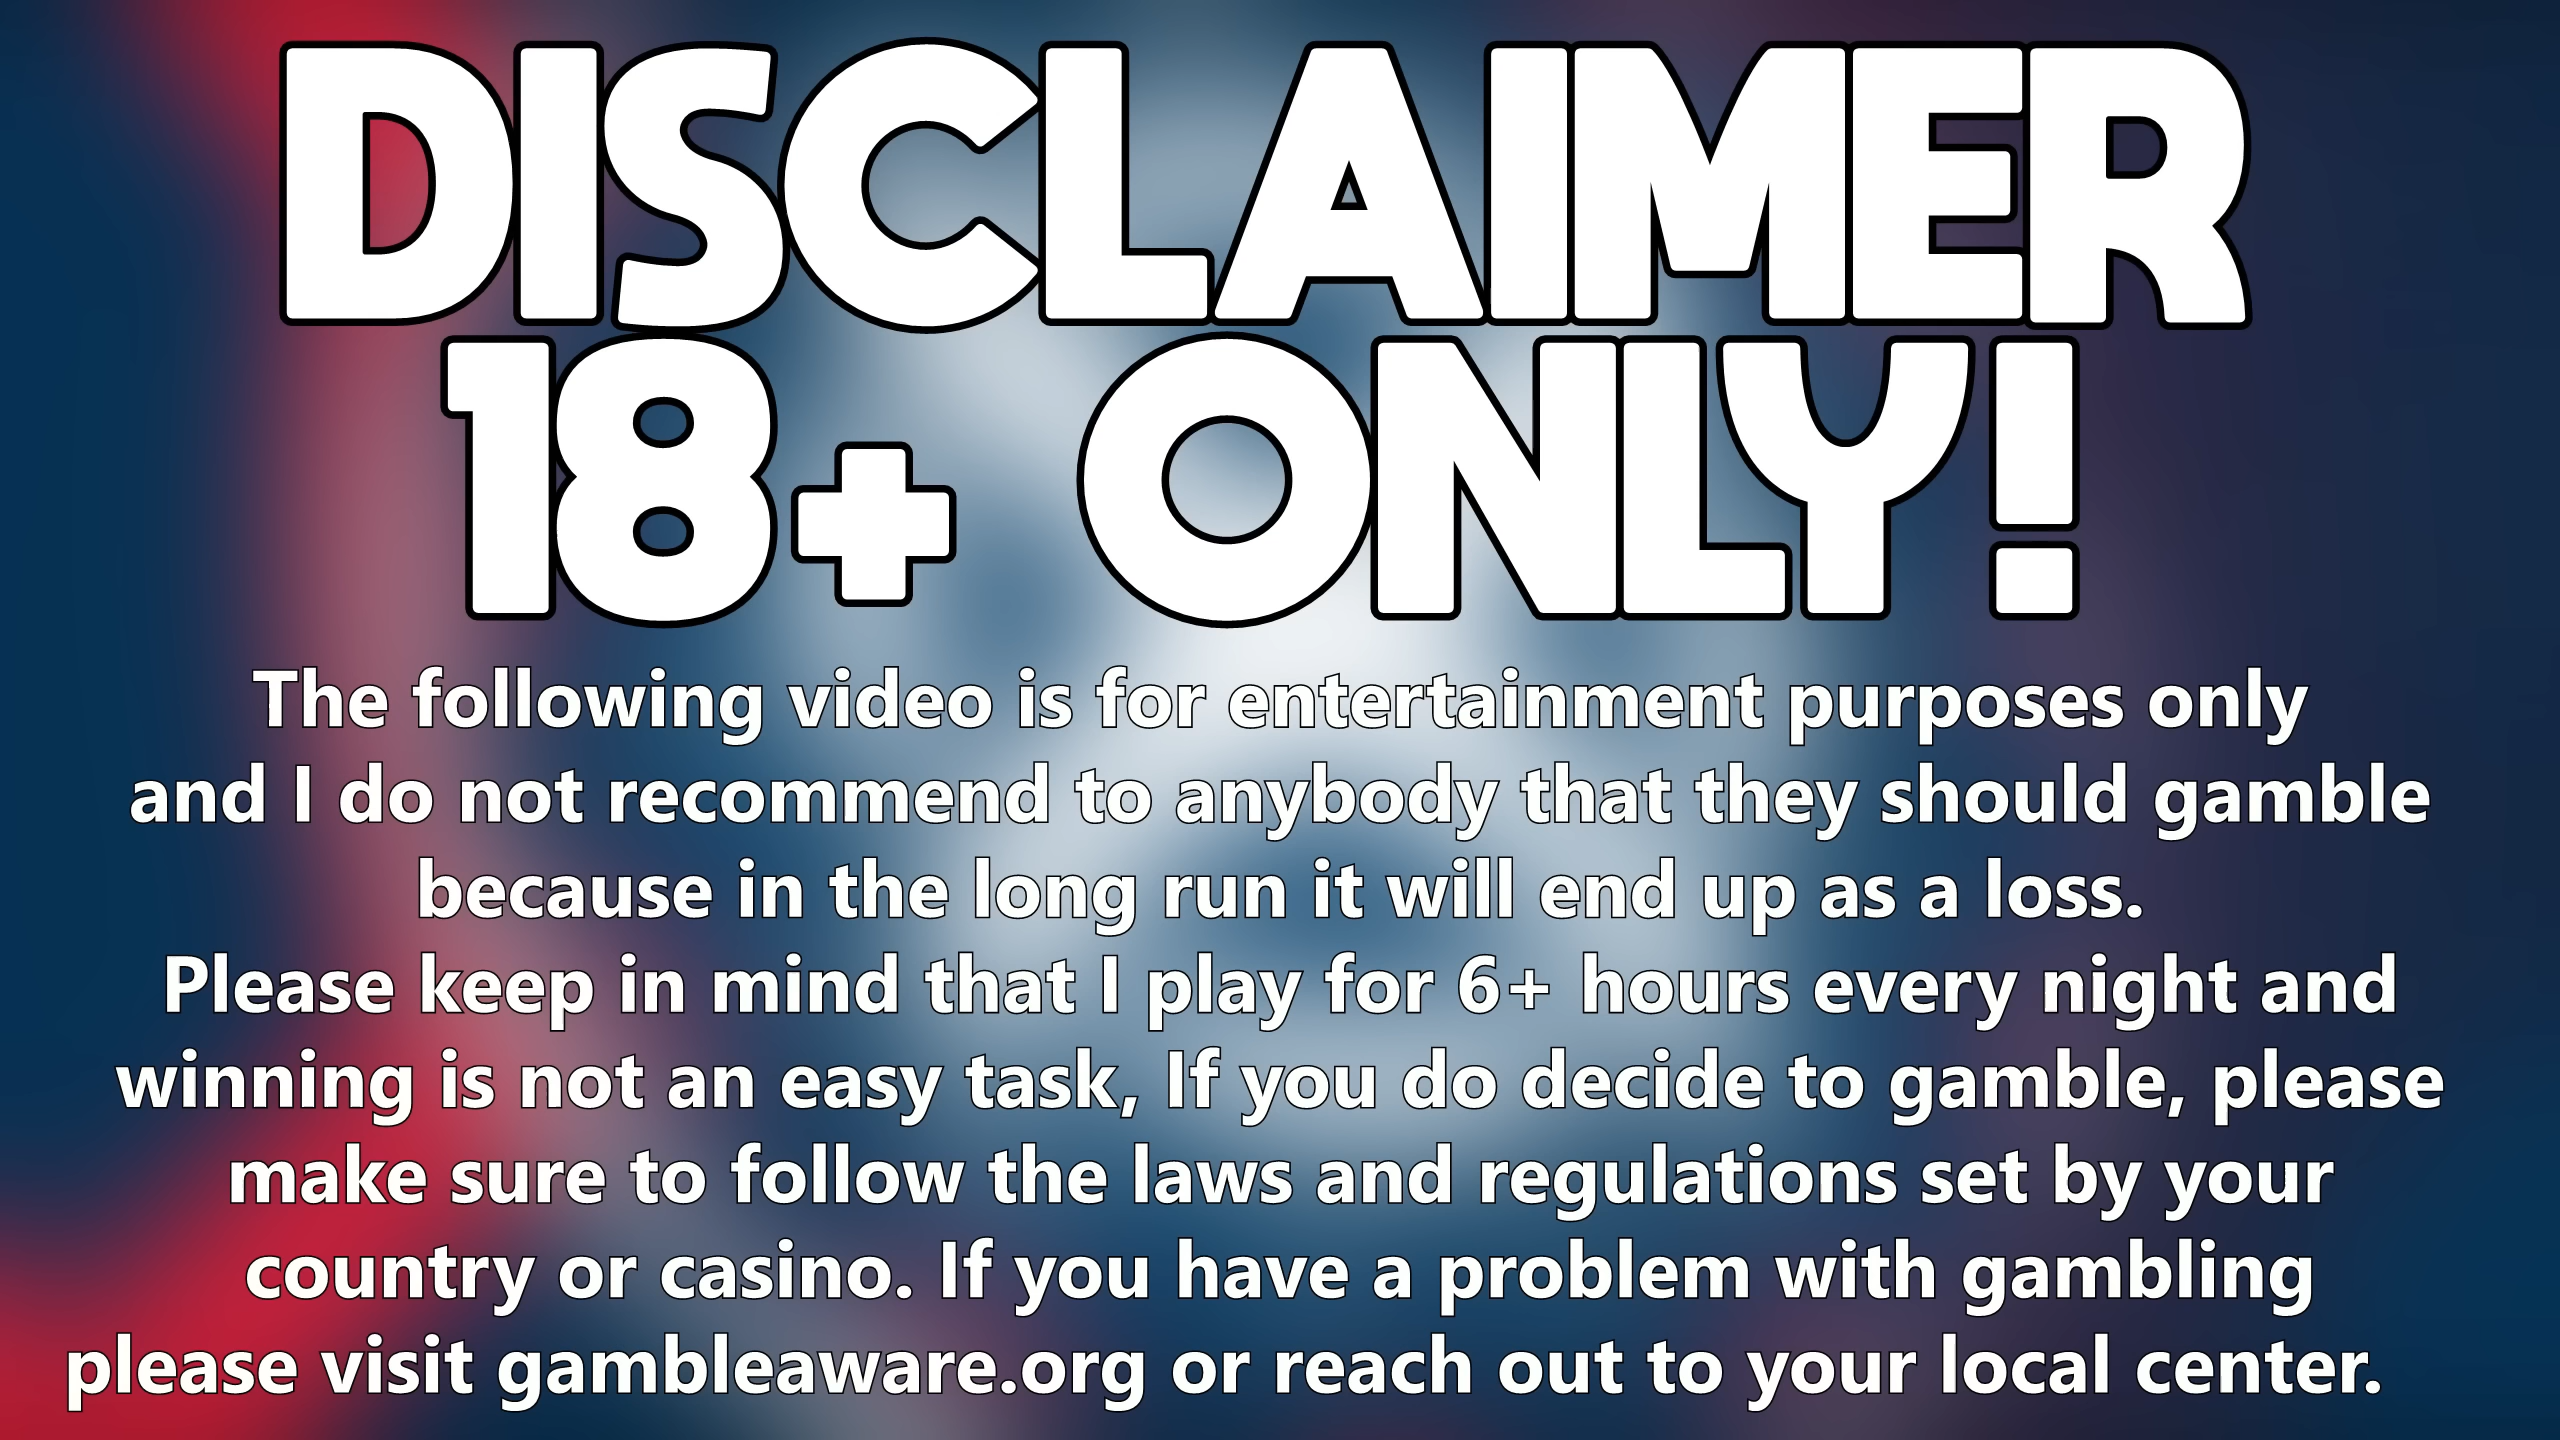 DISCLAIMER
18+ ONLY!
The following video is for entertainment purposes only
and I do not recommend to anybody that they should gamble
because in the long run it will end up as a loss.
Please keep in mind that I play for 6+ hours every night and
winning is not an easy task, If you do decide to gamble, please
make sure to follow the laws and regulations set by your
country or casino. If you have a problem with gambling
please visit gambleaware.org or reach out to your local center.